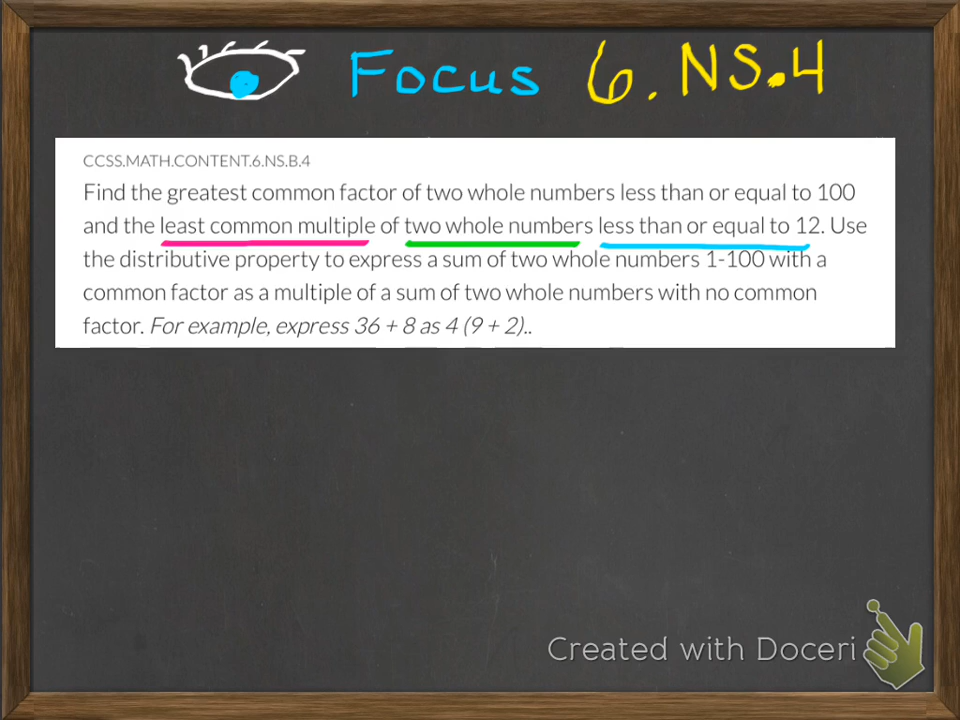 Focus 6.NS.4
CCSS.MATH.CONTENT.6.NS.B.4
Find the greatest common factor of two whole numbers less than or equal to 100
and the least common multiple of two whole numbers less than or equal to 12. Use
the distributive property to express a sum of two whole numbers 1-100 with a
common factor as a multiple of a sum of two whole numbers with no common
factor. For example, express 36 + 8 as 4 (9 + 2)..
Created with Doceri